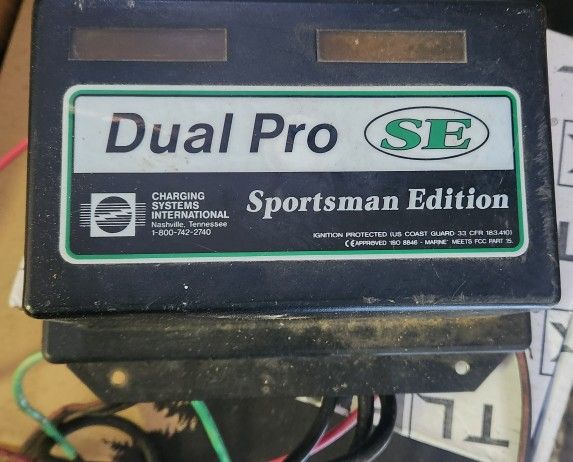 Dual Pro SE
CHARGING
SYSTEMS
INTERNATIONAL
Nashville, Tennessee
1-800-742-2740
Sportsman Edition
IGNITION PROTECTED (US COAST GUARD 33 CFR 183.410)
CE APPROVED 'ISO 8846 - MARINE' MEETS FCC PART 15.